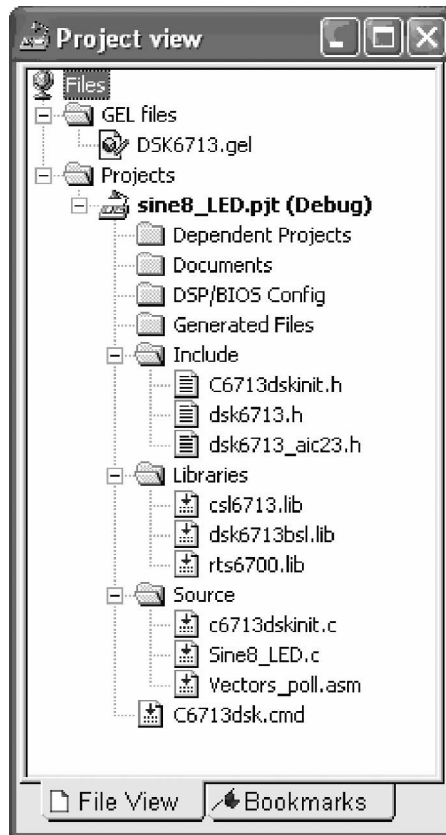 Project view
Files
GEL files
DSK6713.gel
Projects
sine8_LED.pjt (Debug)
Dependent Projects
Documents
DSP/BIOS Config
Generated Files
Include
C6713dskinit.h
dsk6713.h
dsk6713_aic23.h
Libraries
csl6713.lib
dsk6713bsl.lib
rts6700.lib
Source
c6713dskinit.c
Sine8_LED.c
Vectors_poll.asm
C6713dsk.cmd
File View Bookmarks